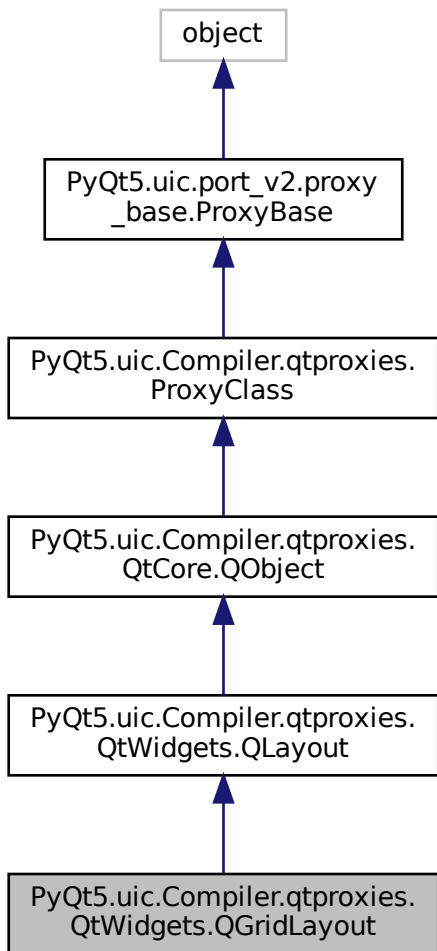 object
PyQt5.uic.port_v2.proxy
_base.ProxyBase
PyQt5.uic.Compiler.qtproxies.
ProxyClass
PyQt5.uic.Compiler.qtproxies.
QtCore.QObject
PyQt5.uic.Compiler.qtproxies.
QtWidgets.QLayout
PyQt5.uic.Compiler.qtproxies.
QtWidgets.QGridLayout